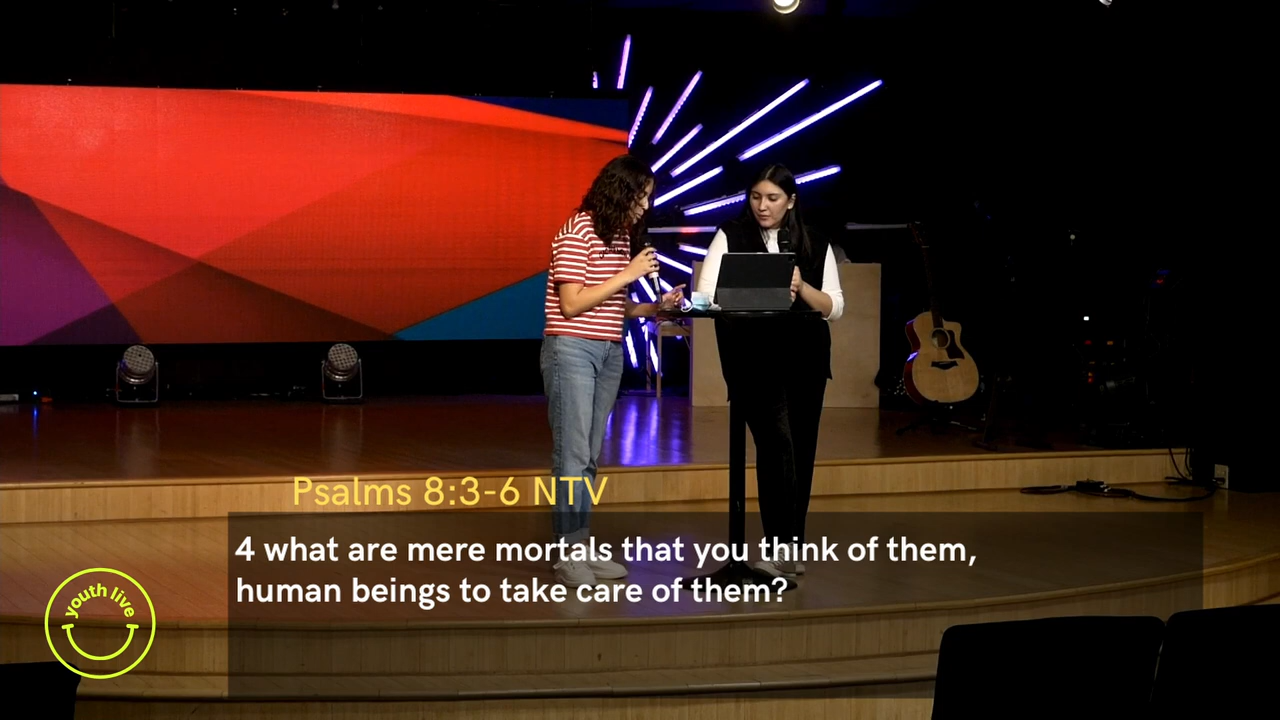 Psalms 8:3-6 NTV
4 what are mere mortals that you think of them,
human beings to take care of them?
youth live